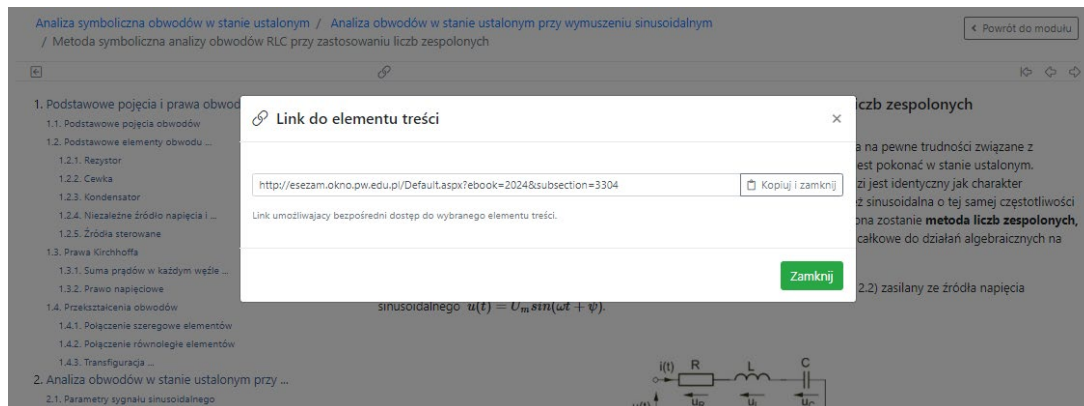 Analiza symboliczna obwodów w stanie ustalonym / Analiza obwodów w stanie ustalonym przy wymuszeniu sinusoidalnym
/ Metoda symboliczna analizy obwodów RLC przy zastosowaniu liczb zespolonych
Powrót do modułu
1. Podstawowe pojęcia i prawa obwod
1.1. Podstawowe pojęcia obwodów
1.2. Podstawowe elementy obwodu ...
1.2.1. Rezystor
1.2.2. Cewka
1.2.3. Kondensator
1.2.4. Niezależne źródło napięcia i ...
1.2.5. Źródła sterowane
1.3. Prawa Kirchhoffa
1.3.1. Suma prądów w każdym węźle ...
1.3.2. Prawo napięciowe
1.4. Przekształcenia obwodów
1.4.1. Połączenie szeregowe elementów
1.4.2. Połączenie równoległe elementów
1.4.3. Transfiguracja ...
2. Analiza obwodów w stanie ustalonym przy ...
2.1. Parametry sygnału sinusoidalnego
Link do elementu treści
×
http://esezam.okno.pw.edu.pl/Default.aspx?ebook=2024&subsection=3304
Kopiuj i zamknij
Link umożliwajacy bezpośredni dostęp do wybranego elementu treści.
Zamknij
iczb zespolonych
a na pewne trudności związane z
est pokonać w stanie ustalonym.
zi jest identyczny jak charakter
ż sinusoidalna o tej samej częstotliwości
ona zostanie metoda liczb zespolonych,
całkowe do działań algebraicznych na
2.2) zasilany ze źródła napięcia
sinusoidalnego u(t) = Uₘsin(ωt + ψ).
i(t) R L C
u(t) uR uL uC